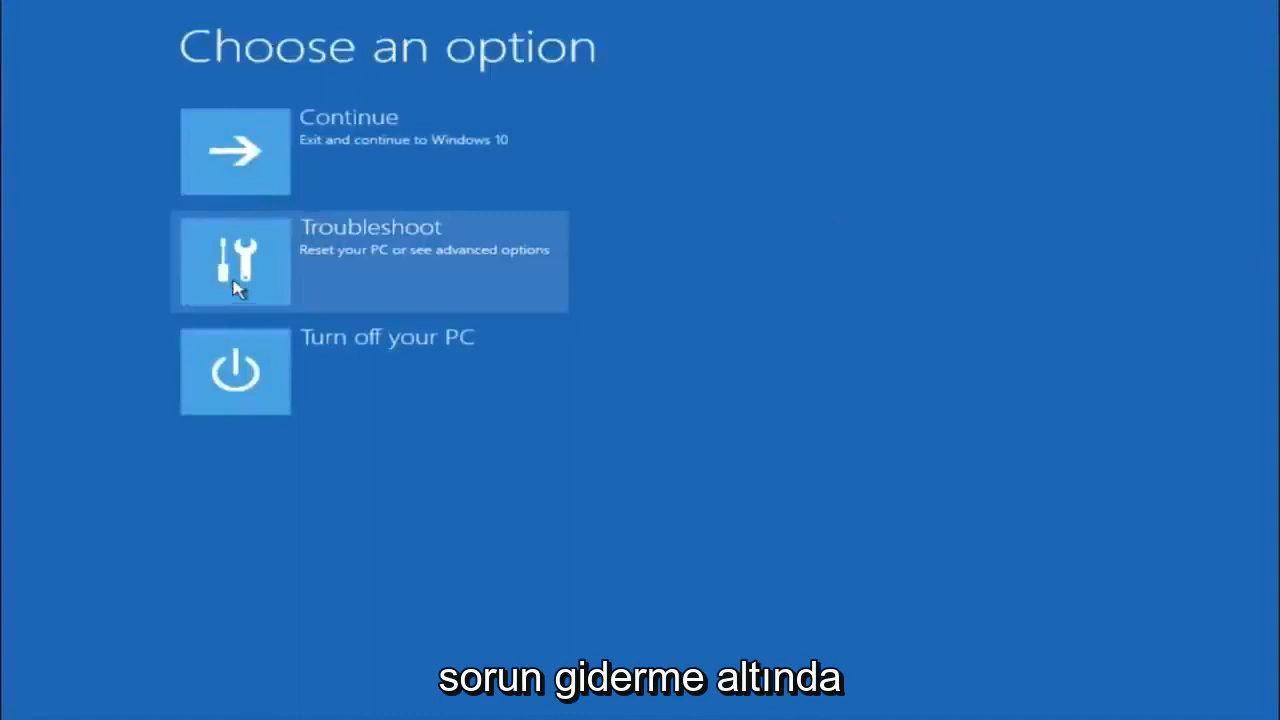 Choose an option
Continue
Exit and continue to Windows 10
Troubleshoot
Reset your PC or see advanced options
Turn off your PC
sorun giderme altında